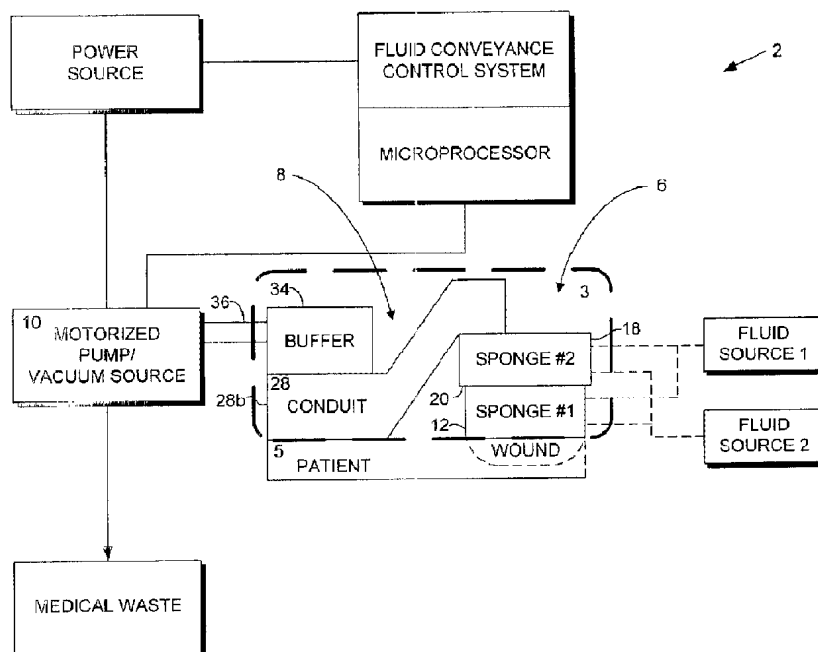 POWER
SOURCE
FLUID CONVEYANCE
CONTROL SYSTEM
MICROPROCESSOR
2
8
6
36
34
3
10
MOTORIZED
PUMP/
VACUUM SOURCE
BUFFER
18
SPONGE #2
FLUID
SOURCE 1
28
28b
CONDUIT
20
SPONGE #1
12
5
PATIENT
WOUND
FLUID
SOURCE 2
MEDICAL WASTE